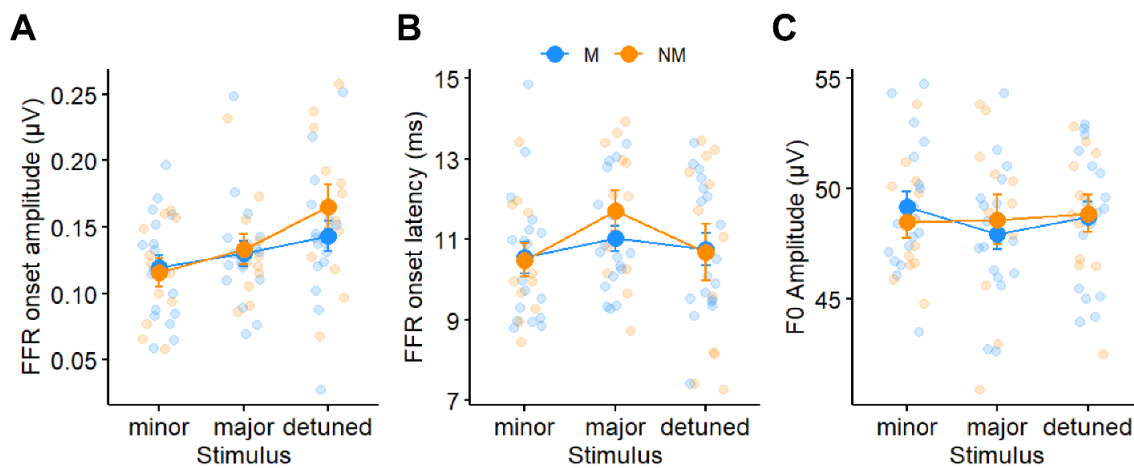 A
FFR onset amplitude (µV)
0.25
0.20
0.15
0.10
0.05
minor major detuned
Stimulus
B
M NM
FFR onset latency (ms)
15
13
11
9
7
minor major detuned
Stimulus
C
F0 Amplitude (µV)
55
50
45
minor major detuned
Stimulus